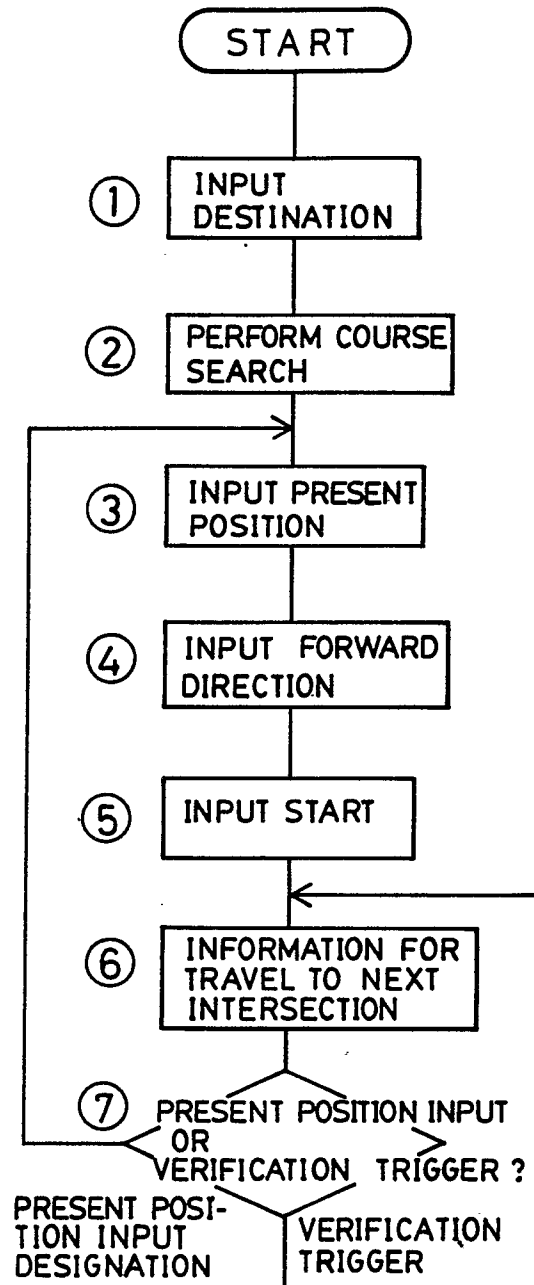 START
①
INPUT
DESTINATION
②
PERFORM COURSE
SEARCH
③
INPUT PRESENT
POSITION
④
INPUT FORWARD
DIRECTION
⑤
INPUT START
⑥
INFORMATION FOR
TRAVEL TO NEXT
INTERSECTION
⑦
PRESENT POSITION INPUT
OR
VERIFICATION TRIGGER ?
PRESENT POSI-
TION INPUT
DESIGNATION
VERIFICATION
TRIGGER